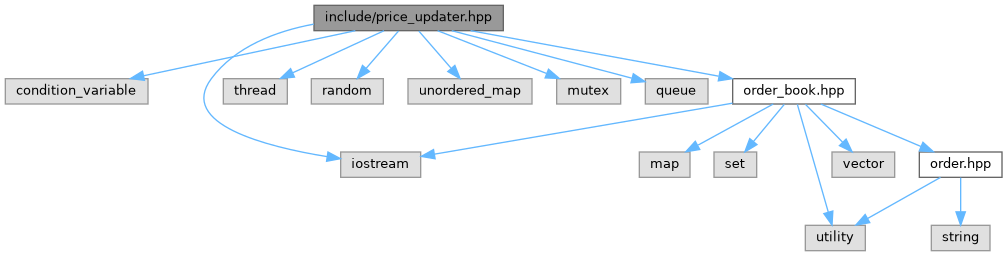 include/price_updater.hpp
condition_variable
thread
random
unordered_map
mutex
queue
order_book.hpp
iostream
map
set
vector
order.hpp
utility
string